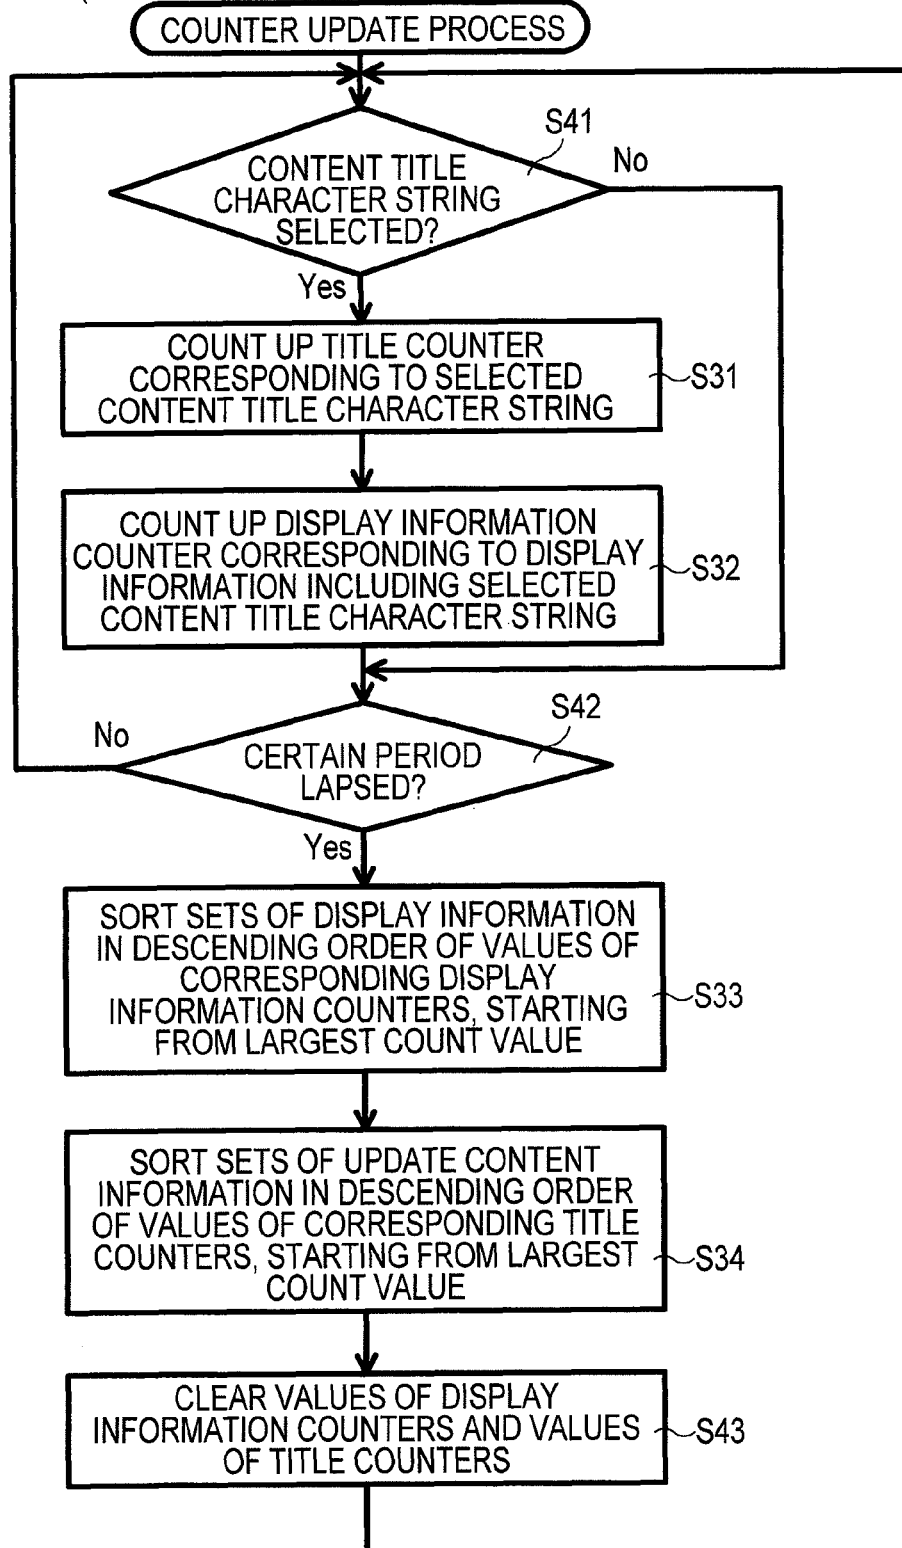 COUNTER UPDATE PROCESS
S41
No
CONTENT TITLE
CHARACTER STRING
SELECTED?
Yes
COUNT UP TITLE COUNTER
CORRESPONDING TO SELECTED
CONTENT TITLE CHARACTER STRING
S31
COUNT UP DISPLAY INFORMATION
COUNTER CORRESPONDING TO DISPLAY
INFORMATION INCLUDING SELECTED
CONTENT TITLE CHARACTER STRING
S32
S42
No
CERTAIN PERIOD
LAPSED?
Yes
SORT SETS OF DISPLAY INFORMATION
IN DESCENDING ORDER OF VALUES OF
CORRESPONDING DISPLAY
INFORMATION COUNTERS, STARTING
FROM LARGEST COUNT VALUE
S33
SORT SETS OF UPDATE CONTENT
INFORMATION IN DESCENDING ORDER
OF VALUES OF CORRESPONDING TITLE
COUNTERS, STARTING FROM LARGEST
COUNT VALUE
S34
CLEAR VALUES OF DISPLAY
INFORMATION COUNTERS AND VALUES
OF TITLE COUNTERS
S43